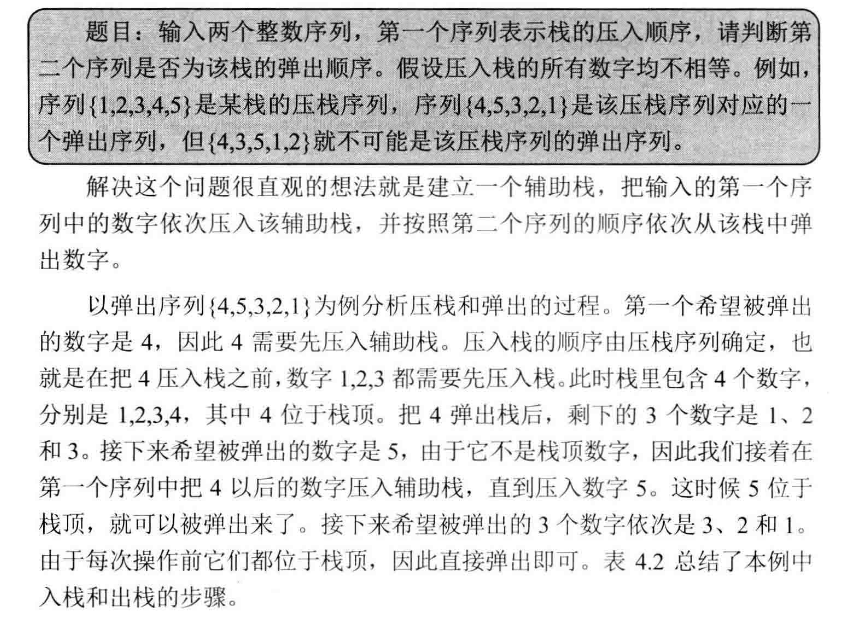 题目：输入两个整数序列，第一个序列表示栈的压入顺序，请判断第
二个序列是否为该栈的弹出顺序。假设压入栈的所有数字均不相等。例如，
序列{1,2,3,4,5}是某栈的压栈序列，序列{4,5,3,2,1}是该压栈序列对应的一
个弹出序列，但{4,3,5,1,2}就不可能是该压栈序列的弹出序列。
解决这个问题很直观的想法就是建立一个辅助栈，把输入的第一个序
列中的数字依次压入该辅助栈，并按照第二个序列的顺序依次从该栈中弹
出数字。
以弹出序列{4,5,3,2,1}为例分析压栈和弹出的过程。第一个希望被弹出
的数字是 4，因此 4 需要先压入辅助栈。压入栈的顺序由压栈序列确定，也
就是在把 4 压入栈之前，数字 1,2,3 都需要先压入栈。此时栈里包含 4 个数字，
分别是 1,2,3,4，其中 4 位于栈顶。把 4 弹出栈后，剩下的 3 个数字是 1、2
和 3。接下来希望被弹出的数字是 5，由于它不是栈顶数字，因此我们接着在
第一个序列中把 4 以后的数字压入辅助栈，直到压入数字 5。这时候 5 位于
栈顶，就可以被弹出来了。接下来希望被弹出的 3 个数字依次是 3、2 和 1。
由于每次操作前它们都位于栈顶，因此直接弹出即可。表 4.2 总结了本例中
入栈和出栈的步骤。